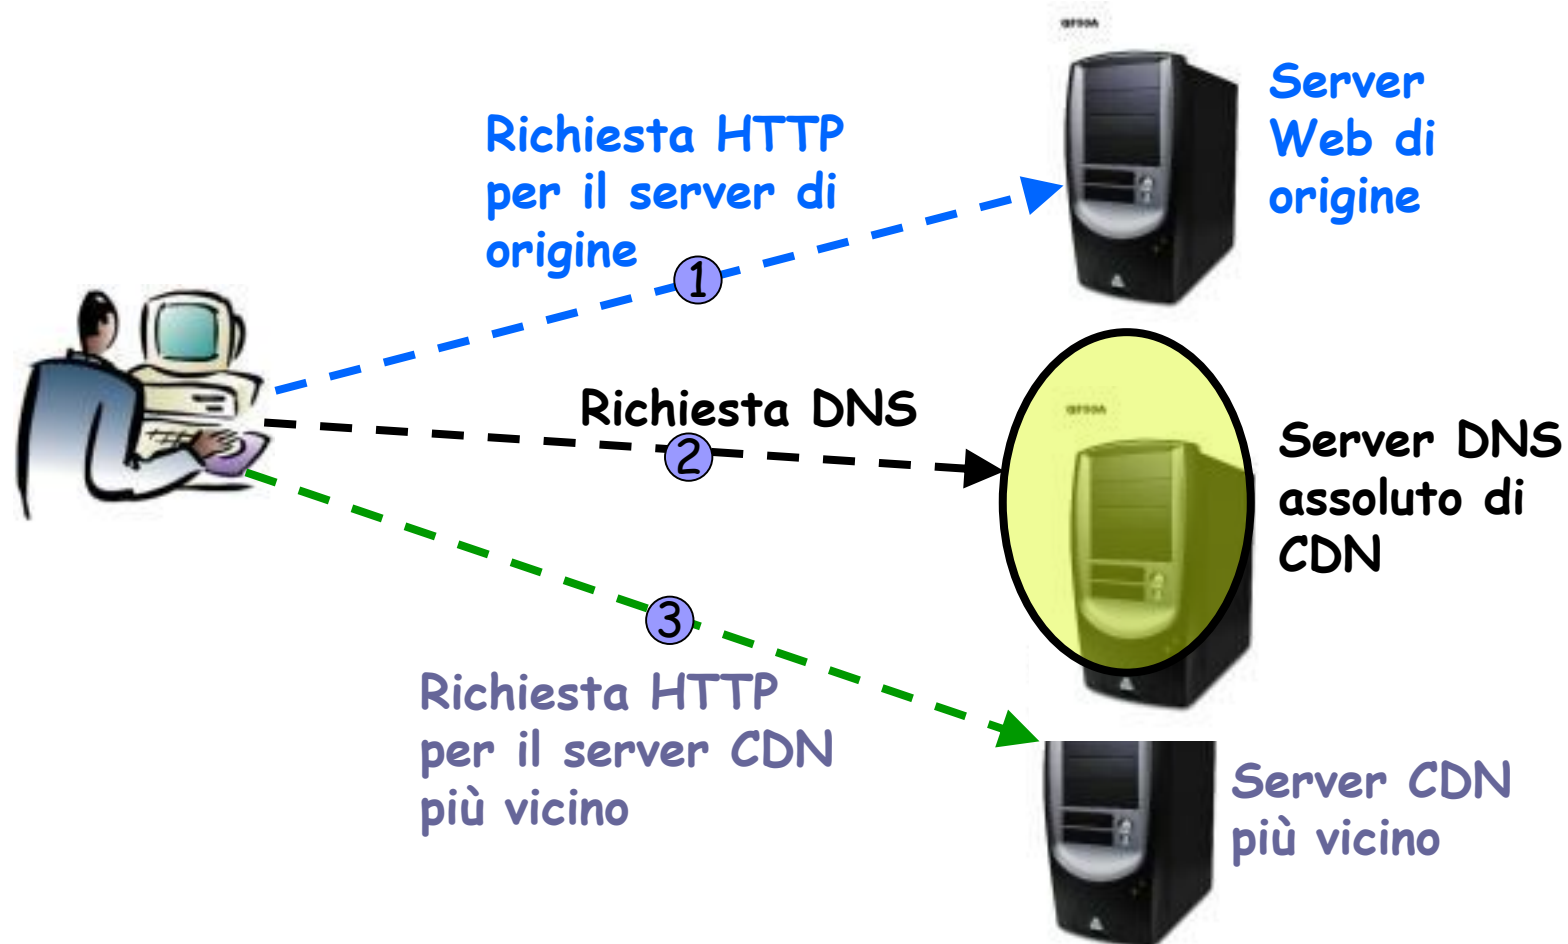 Server
Web di
origine
Richiesta HTTP
per il server di
origine
1
Richiesta DNS
2
Server DNS
assoluto di
CDN
3
Richiesta HTTP
per il server CDN
più vicino
Server CDN
più vicino